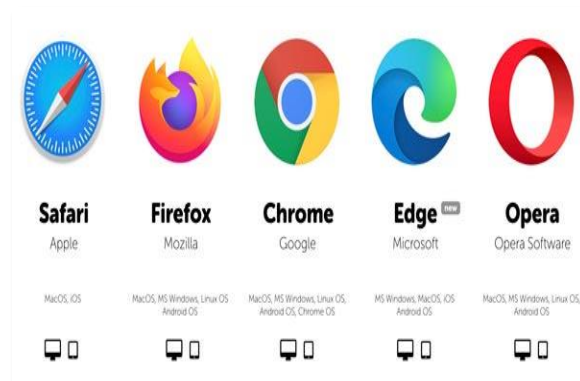 Safari
Apple
MacOS, iOS
Firefox
Mozilla
MacOS, MS Windows, Linux OS
Android OS
Chrome
Google
MacOS, MS Windows, Linux OS,
Android OS, Chrome OS
Edge new
Microsoft
MS Windows, MacOS, iOS
Android OS
Opera
Opera Software
MacOS, MS Windows, Linux OS,
Android OS